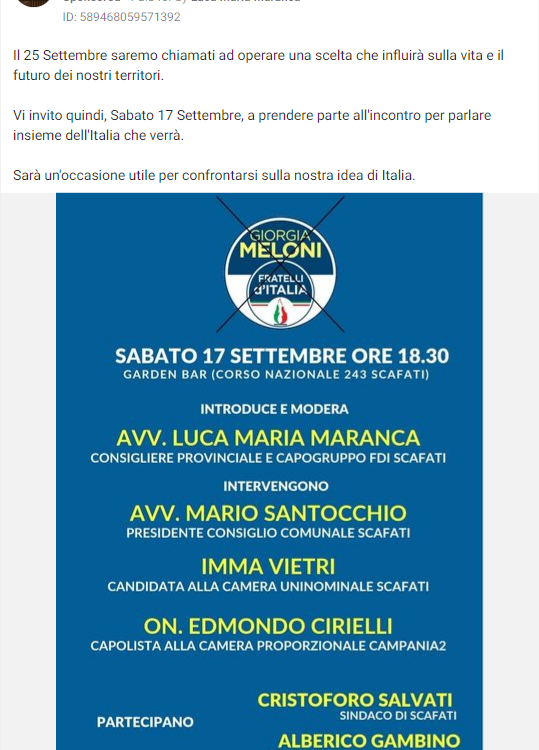 ID: 589468059571392
Il 25 Settembre saremo chiamati ad operare una scelta che influirà sulla vita e il
futuro dei nostri territori.
Vi invito quindi, Sabato 17 Settembre, a prendere parte all'incontro per parlare
insieme dell'Italia che verrà.
Sarà un'occasione utile per confrontarsi sulla nostra idea di Italia.
GIORGIA
MELONI
FRATELLI
d'ITALIA
SABATO 17 SETTEMBRE ORE 18.30
GARDEN BAR (CORSO NAZIONALE 243 SCAFATI)
INTRODUCE E MODERA
AVV. LUCA MARIA MARANCA
CONSIGLIERE PROVINCIALE E CAPOGRUPPO FDI SCAFATI
INTERVENGONO
AVV. MARIO SANTOCCHIO
PRESIDENTE CONSIGLIO COMUNALE SCAFATI
IMMA VIETRI
CANDIDATA ALLA CAMERA UNINOMINALE SCAFATI
ON. EDMONDO CIRIELLI
CAPOLISTA ALLA CAMERA PROPORZIONALE CAMPANIA2
CRISTOFORO SALVATI
SINDACO DI SCAFATI
PARTECIPANO
ALBERICO GAMBINO